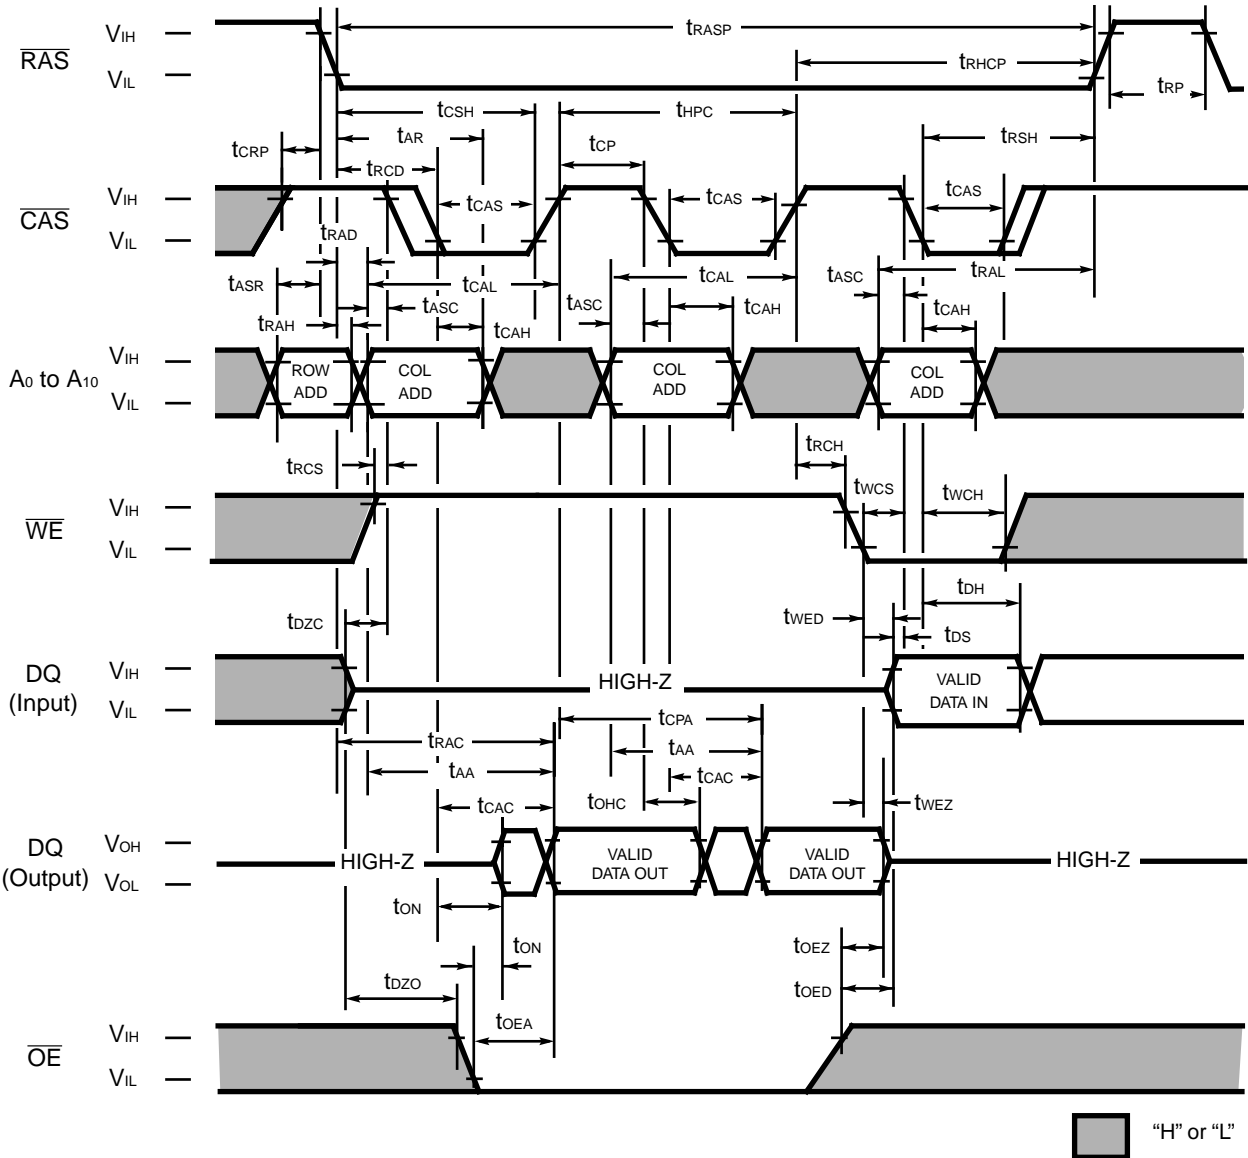 VIH
RAS
VIL
tRASP
tRHCP
tRP
tCSH
tHPC
tAR
tCP
tRSH
tCRP
tRCD
VIH
CAS
VIL
tCAS
tCAS
tCAS
tRAD
tASR
tCAL
tCAL
tASC
tRAL
tRAH
tASC
tCAH
tASC
tCAH
tCAH
VIH
A0 to A10
VIL
ROW
ADD
COL
ADD
COL
ADD
COL
ADD
tRCS
tRCH
tWCS
tWCH
VIH
WE
VIL
tDZC
tWED
tDH
tDS
DQ
(Input)
VIH
VIL
HIGH-Z
VALID
DATA IN
tCPA
tRAC
tAA
tAA
tCAC
tCAC
tOHC
tWEZ
DQ
(Output)
VOH
VOL
HIGH-Z
VALID
DATA OUT
VALID
DATA OUT
HIGH-Z
tON
tON
tOEZ
tDZO
tOED
tOEA
VIH
OE
VIL
“H” or “L”